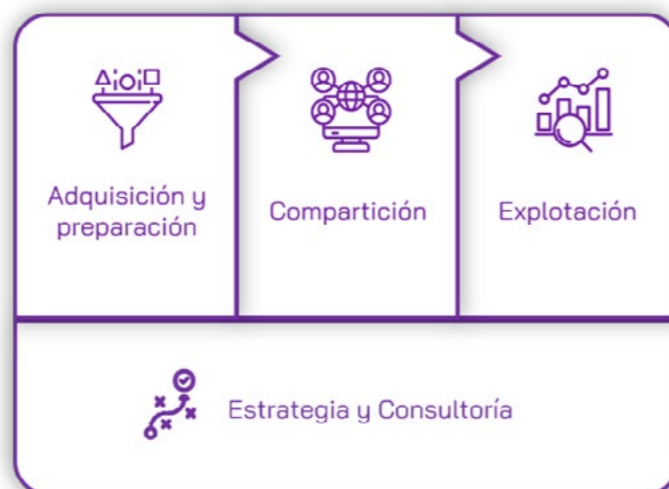 Adquisición y
preparación
Compartición
Explotación
Estrategia y Consultoría